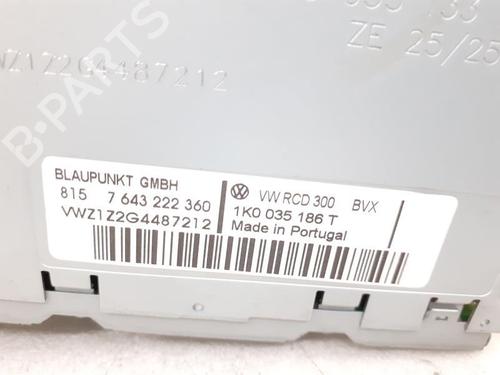 ZE 25/25
VWZ1Z2G4487212
B-PARTS
BLAUPUNKT GMBH
815 7 643 222 360
VWZ1Z2G4487212
VW RCD 300 BVX
1K0 035 186 T
Made in Portugal